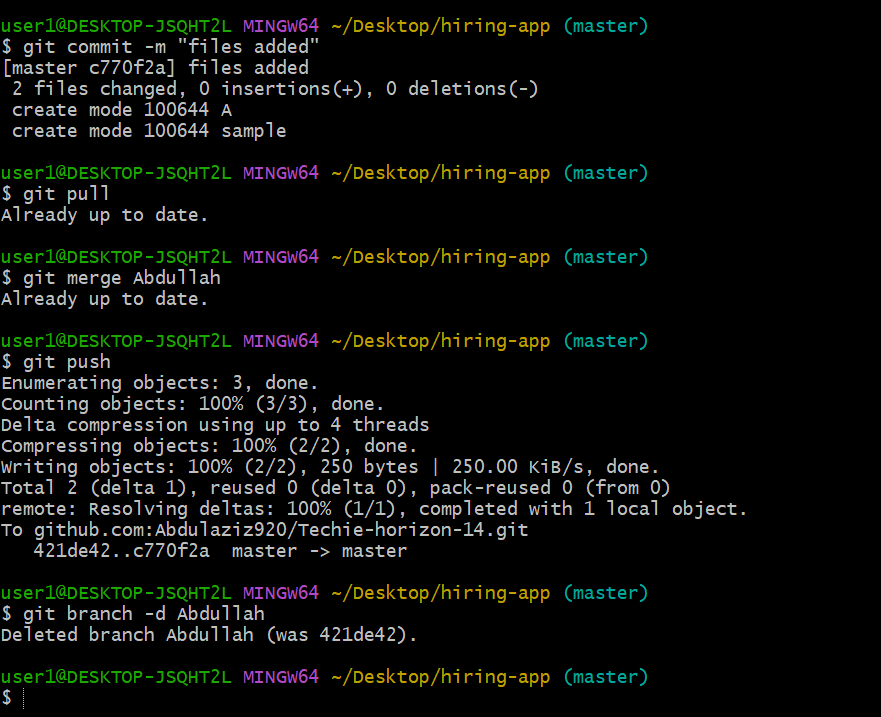 user1@DESKTOP-JSQHT2L MINGW64 ~/Desktop/hiring-app (master)
$ git commit -m "files added"
[master c770f2a] files added
 2 files changed, 0 insertions(+), 0 deletions(-)
 create mode 100644 A
 create mode 100644 sample

user1@DESKTOP-JSQHT2L MINGW64 ~/Desktop/hiring-app (master)
$ git pull
Already up to date.

user1@DESKTOP-JSQHT2L MINGW64 ~/Desktop/hiring-app (master)
$ git merge Abdullah
Already up to date.

user1@DESKTOP-JSQHT2L MINGW64 ~/Desktop/hiring-app (master)
$ git push
Enumerating objects: 3, done.
Counting objects: 100% (3/3), done.
Delta compression using up to 4 threads
Compressing objects: 100% (2/2), done.
Writing objects: 100% (2/2), 250 bytes | 250.00 KiB/s, done.
Total 2 (delta 1), reused 0 (delta 0), pack-reused 0 (from 0)
remote: Resolving deltas: 100% (1/1), completed with 1 local object.
To github.com:Abdulaziz920/Techie-horizon-14.git
   421de42..c770f2a  master -> master

user1@DESKTOP-JSQHT2L MINGW64 ~/Desktop/hiring-app (master)
$ git branch -d Abdullah
Deleted branch Abdullah (was 421de42).

user1@DESKTOP-JSQHT2L MINGW64 ~/Desktop/hiring-app (master)
$